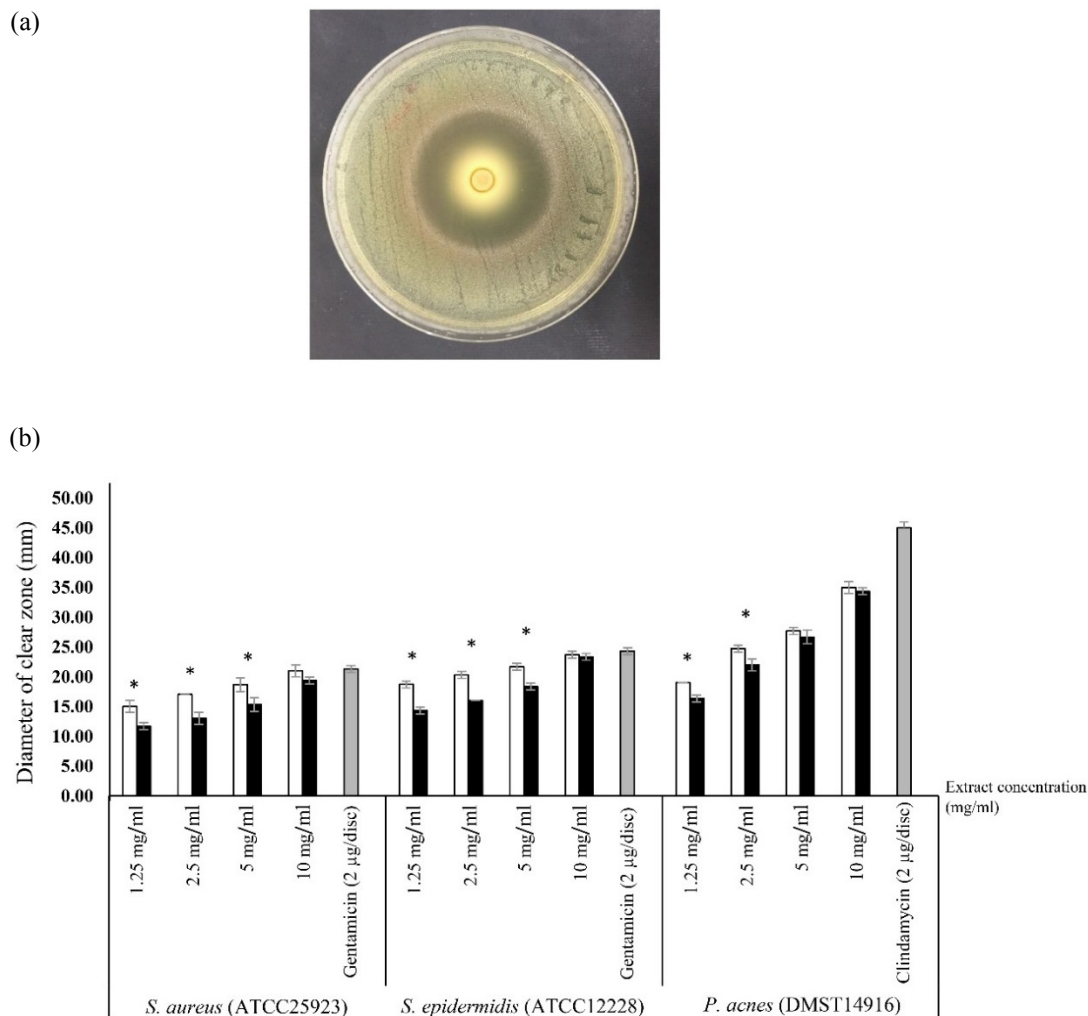 (a)
(b)
Diameter of clear zone (mm)
50.00
45.00
40.00
35.00
30.00
25.00
20.00
15.00
10.00
5.00
0.00
*
*
*
*
*
*
*
*
Extract concentration
(mg/ml)
1.25 mg/ml
2.5 mg/ml
5 mg/ml
10 mg/ml
Gentamicin (2 µg/disc)
1.25 mg/ml
2.5 mg/ml
5 mg/ml
10 mg/ml
Gentamicin (2 µg/disc)
1.25 mg/ml
2.5 mg/ml
5 mg/ml
10 mg/ml
Clindamycin (2 µg/disc)
S. aureus (ATCC25923)
S. epidermidis (ATCC12228)
P. acnes (DMST14916)